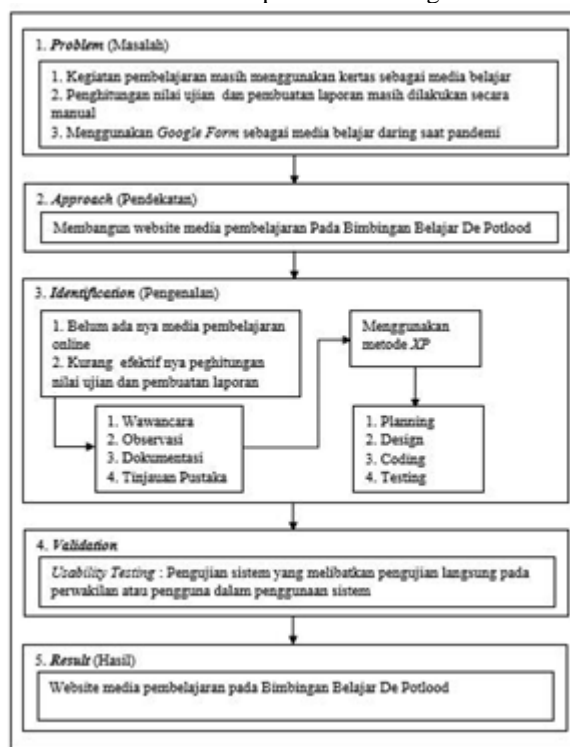 1. Problem (Masalah)
1. Kegiatan pembelajaran masih menggunakan kertas sebagai media belajar
2. Penghitungan nilai ujian dan pembuatan laporan masih dilakukan secara
manual
3. Menggunakan Google Form sebagai media belajar daring saat pandemi
2. Approach (Pendekatan)
Membangun website media pembelajaran Pada Bimbingan Belajar De Potlood
3. Identification (Pengenalan)
1. Belum ada nya media pembelajaran
online
2. Kurang efektif nya peghitungan
nilai ujian dan pembuatan laporan
Menggunakan
metode XP
1. Wawancara
2. Observasi
3. Dokumentasi
4. Tinjauan Pustaka
1. Planning
2. Design
3. Coding
4. Testing
4. Validation
Usability Testing : Pengujian sistem yang melibatkan pengujian langsung pada
perwakilan atau pengguna dalam penggunaan sistem
5. Result (Hasil)
Website media pembelajaran pada Bimbingan Belajar De Potlood